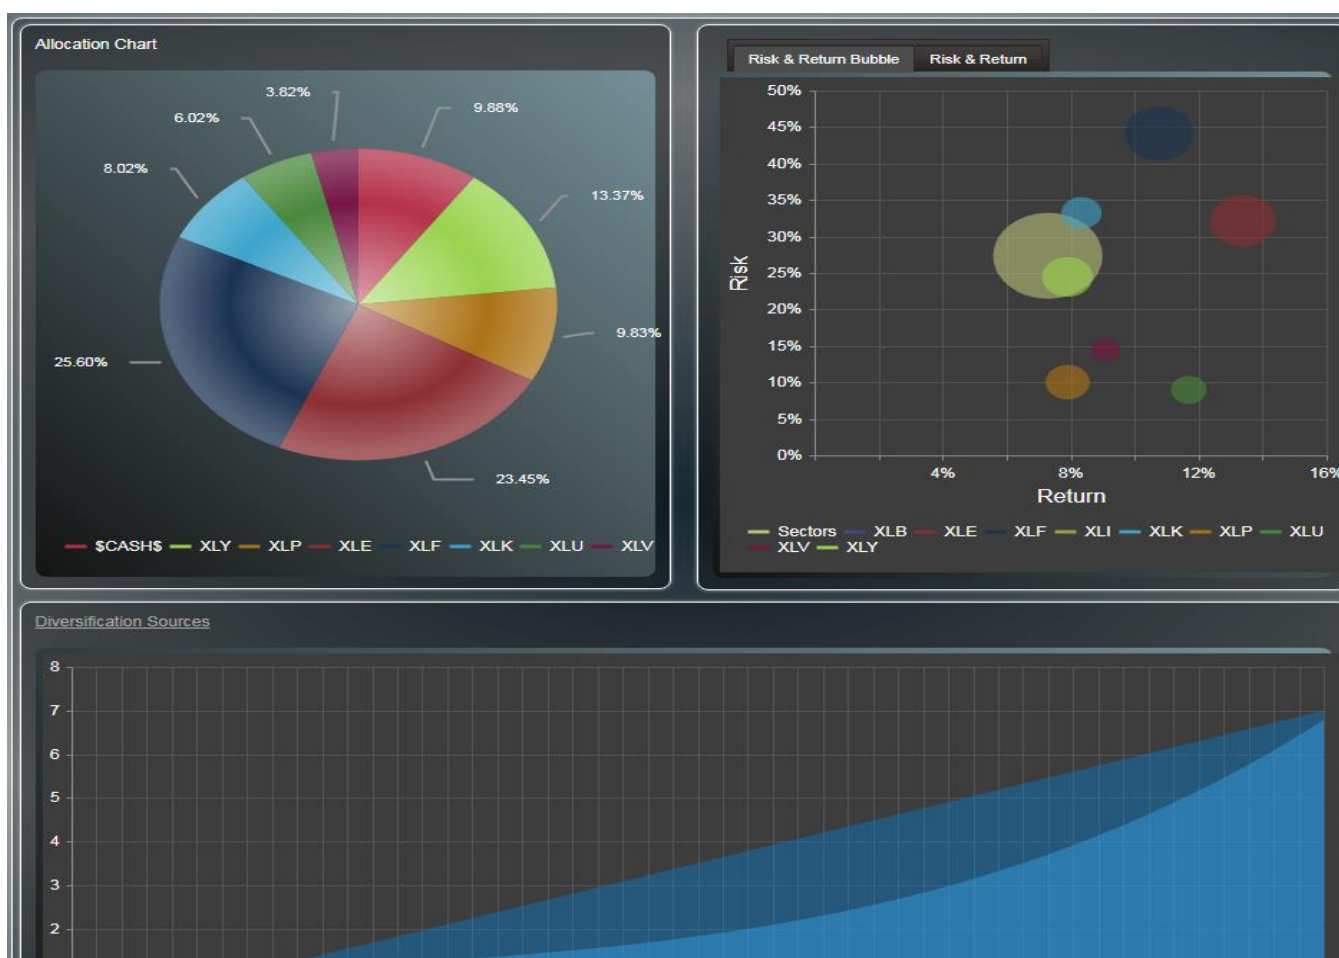 Allocation Chart
3.82%
9.88%
6.02%
8.02%
13.37%
9.83%
25.60%
23.45%
$CASH$ XLY XLP XLE XLF XLK XLU XLV
Risk & Return Bubble Risk & Return
50%
45%
40%
35%
30%
25%
20%
15%
10%
5%
0%
Risk
4% 8% 12% 16%
Return
Sectors XLB XLE XLF XLI XLK XLP XLU
XLV XLY
Diversification Sources
8
7
6
5
4
3
2